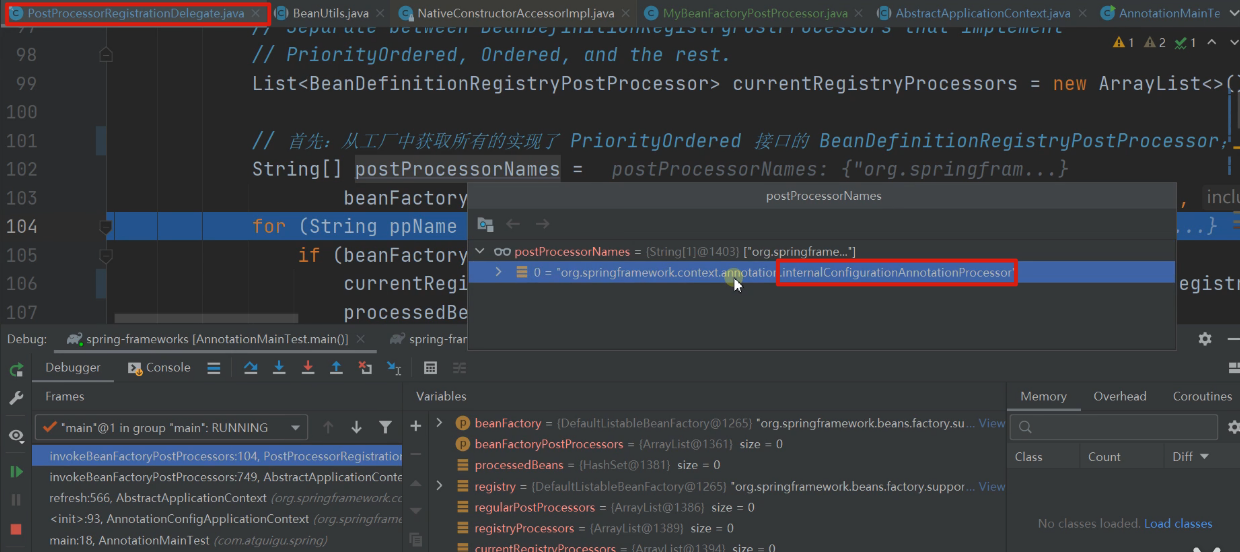 PostProcessorRegistrationDelegate.java BeanUtils.java NativeConstructorAccessorImpl.java MyBeanFactoryPostProcessor.java AbstractApplicationContext.java AnnotationMainTe
97 // Separate between BeanDefinitionRegistryPostProcessors that implement
1 2 1
98 // PriorityOrdered, Ordered, and the rest.
99 List<BeanDefinitionRegistryPostProcessor> currentRegistryProcessors = new ArrayList<>()
100
101 // 首先：从工厂中获取所有的实现了 PriorityOrdered 接口的 BeanDefinitionRegistryPostProcessor,
102 String[] postProcessorNames = postProcessorNames: {"org.springfram...}
103 beanFactory , inclu
104 for (String ppName ...}
105 if (beanFactory
106 currentRegi egistr
107 processedBe
postProcessorNames
postProcessorNames = {String[1]@1403} ["org.springframe..."]
0 = "org.springframework.context.annotation.internalConfigurationAnnotationProcessor"
Debug: spring-frameworks [AnnotationMainTest.main()] spring-fram
Debugger Console
Frames
"main"@1 in group "main": RUNNING
invokeBeanFactoryPostProcessors:104, PostProcessorRegistration
invokeBeanFactoryPostProcessors:749, AbstractApplicationConte
refresh:566, AbstractApplicationContext (org.springframework.co
<init>:93, AnnotationConfigApplicationContext (org.springframe
main:18, AnnotationMainTest (com.atguigu.spring)
Variables
beanFactory = {DefaultListableBeanFactory@1265} "org.springframework.beans.factory.su... View
beanFactoryPostProcessors = {ArrayList@1361} size = 0
processedBeans = {HashSet@1381} size = 0
registry = {DefaultListableBeanFactory@1265} "org.springframework.beans.factory.suppor... View
regularPostProcessors = {ArrayList@1386} size = 0
registryProcessors = {ArrayList@1389} size = 0
currentRegistryProcessors = {ArrayList@1394} size = 0
Memory Overhead Coroutines
Class Count Diff
No classes loaded. Load classes